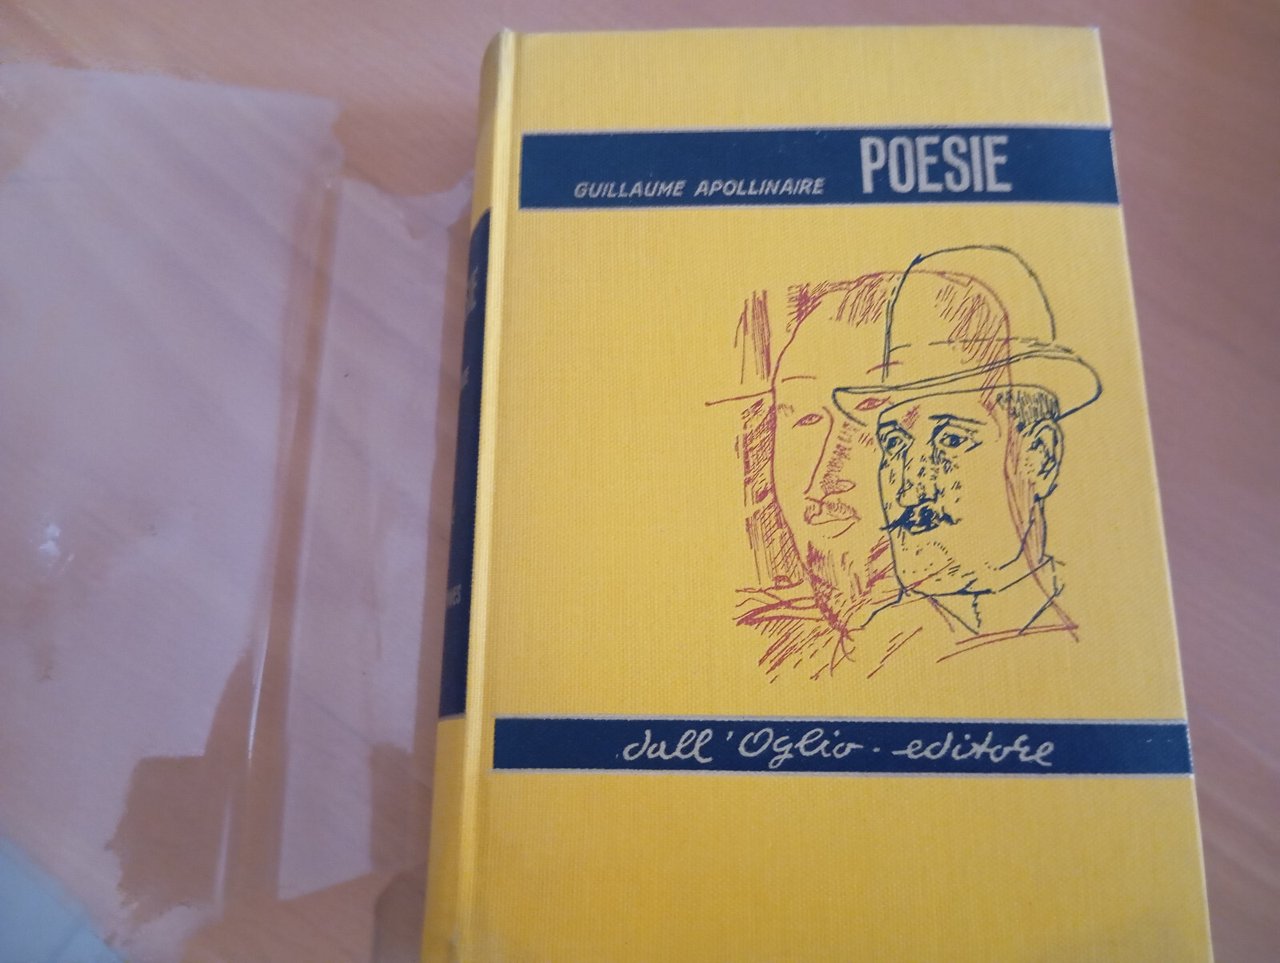 GUILLAUME APOLLINAIRE POESIE
dall'Oglio - editore